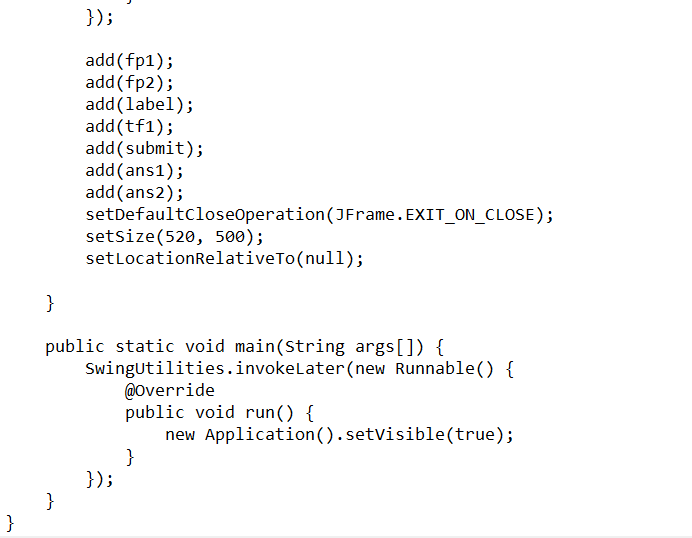 });
add(fp1);
add(fp2);
add(label);
add(tf1);
add(submit);
add(ans1);
add(ans2);
setDefaultCloseOperation(JFrame.EXIT_ON_CLOSE);
setSize(520, 500);
setLocationRelativeTo(null);
}
public static void main(String args[]) {
SwingUtilities.invokeLater(new Runnable() {
@Override
public void run() {
new Application().setVisible(true);
}
});
}
}